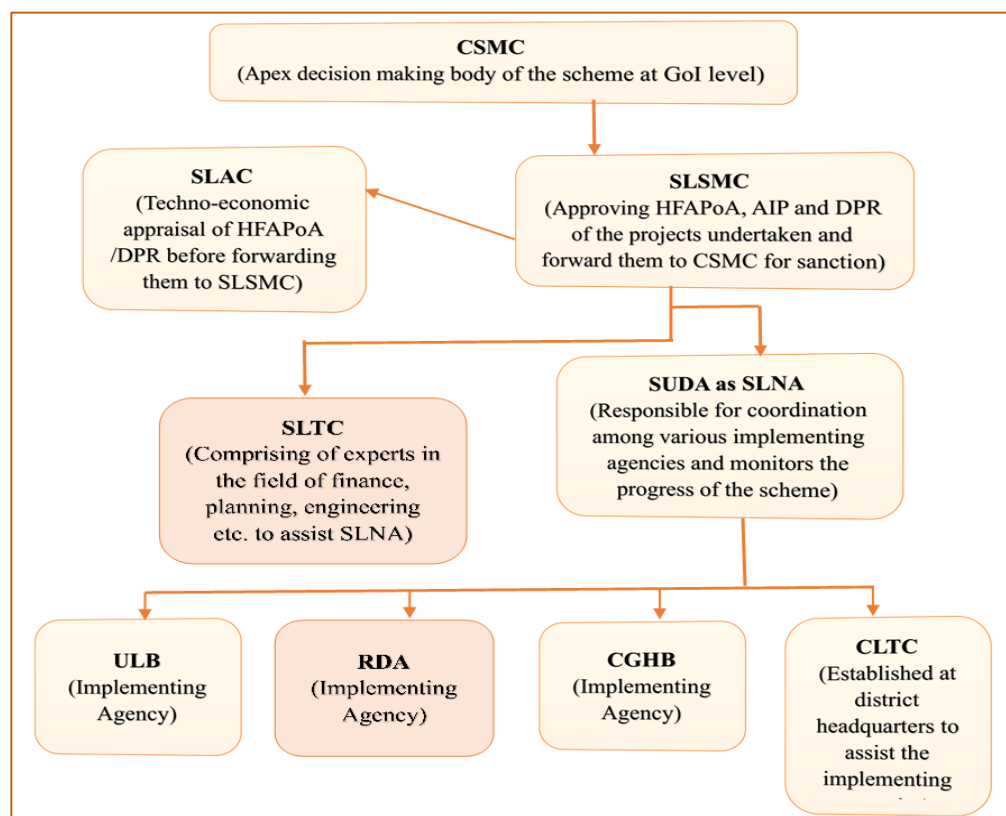 CSMC
(Apex decision making body of the scheme at GoI level)
SLAC
(Techno-economic
appraisal of HFAPoA
/DPR before forwarding
them to SLSMC)
SLSMC
(Approving HFAPoA, AIP and DPR
of the projects undertaken and
forward them to CSMC for sanction)
SLTC
(Comprising of experts in
the field of finance,
planning, engineering
etc. to assist SLNA)
SUDA as SLNA
(Responsible for coordination
among various implementing
agencies and monitors the
progress of the scheme)
ULB
(Implementing
Agency)
RDA
(Implementing
Agency)
CGHB
(Implementing
Agency)
CLTC
(Established at
district
headquarters to
assist the
implementing